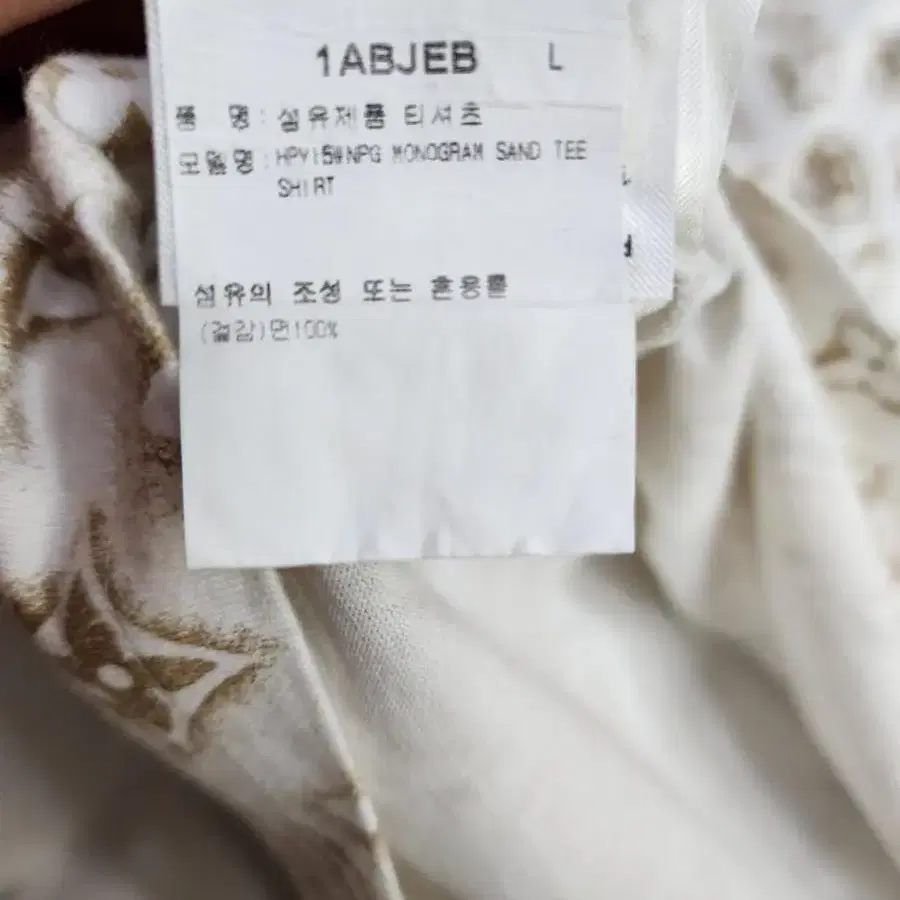 1ABJEB L
품 명 : 섬유제품 티셔츠
모델명 : HPY15WNPG MONOGRAM SAND TEE
SHIRT
섬유의 조성 또는 혼용률
(겉감)면100%